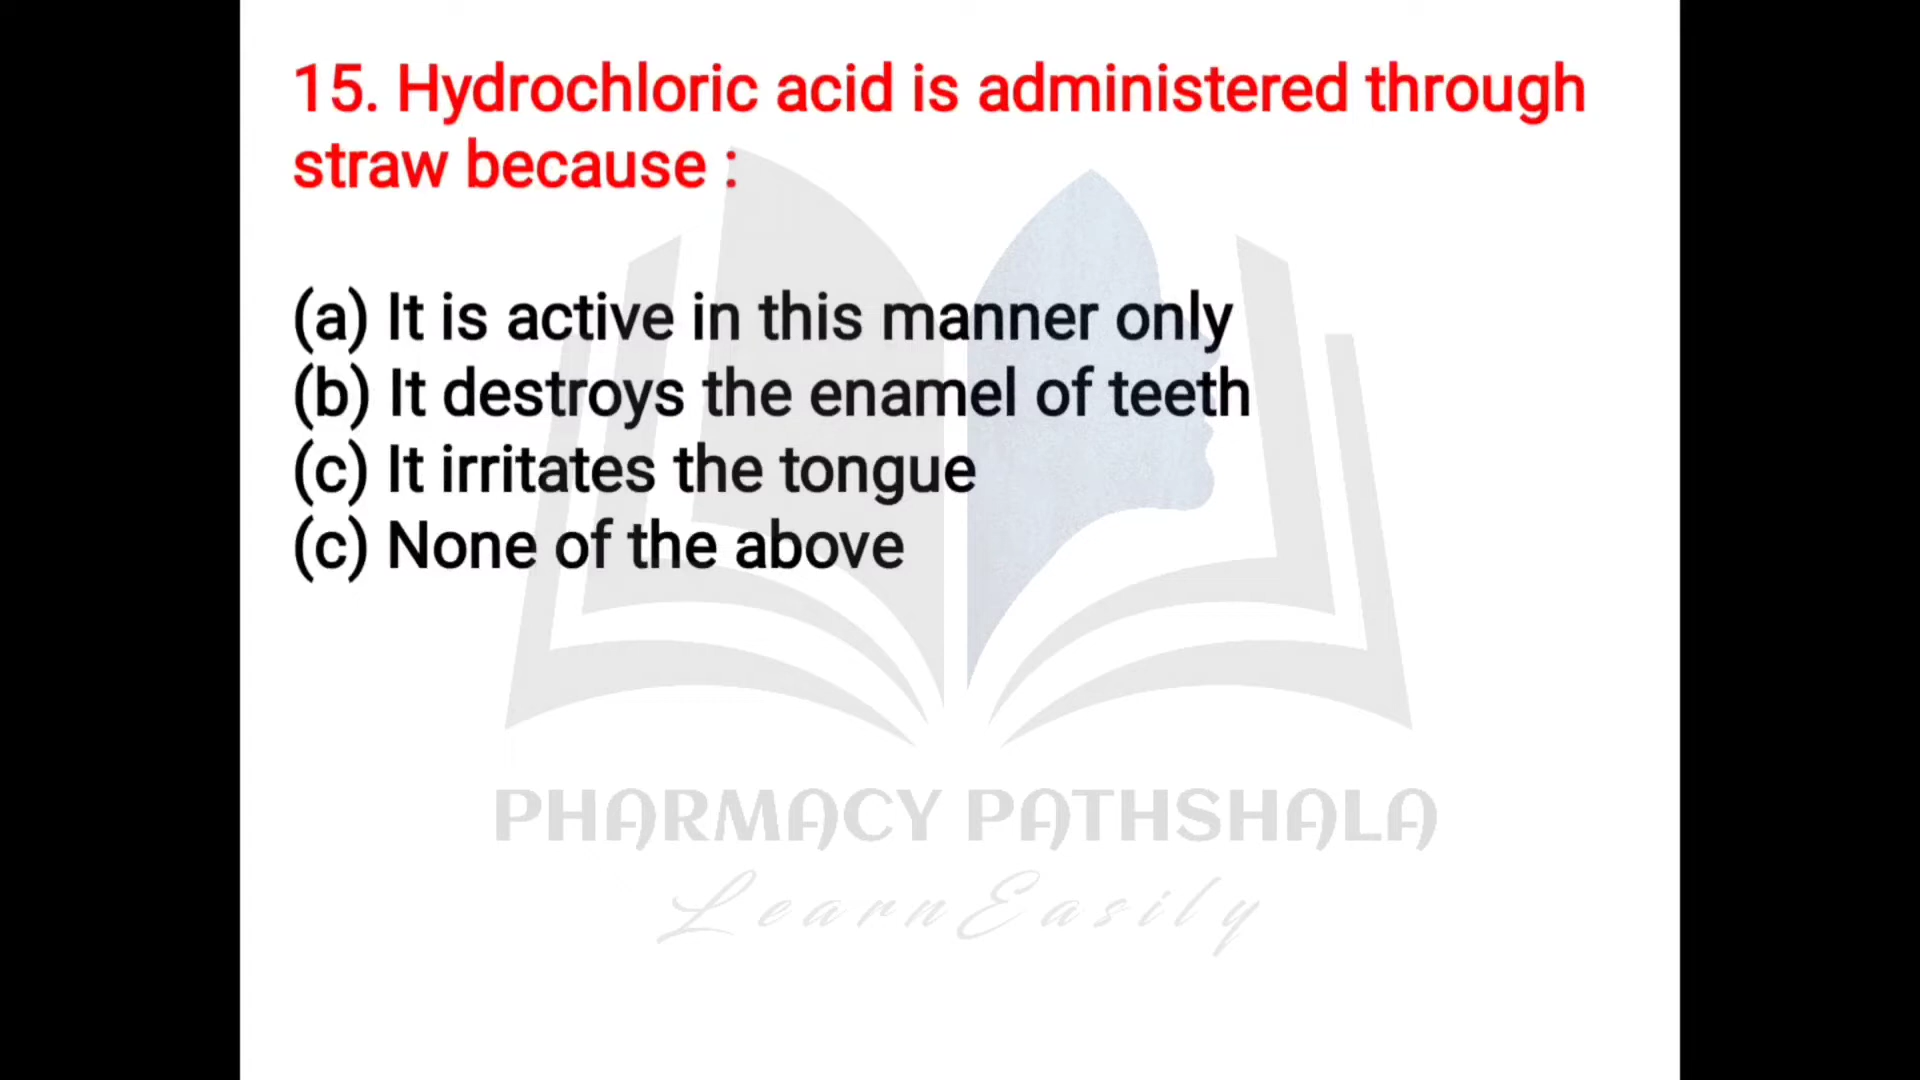 15. Hydrochloric acid is administered through
straw because :
(a) It is active in this manner only
(b) It destroys the enamel of teeth
(c) It irritates the tongue
(c) None of the above
PHARMACY PATHSHALA
Learn Easily